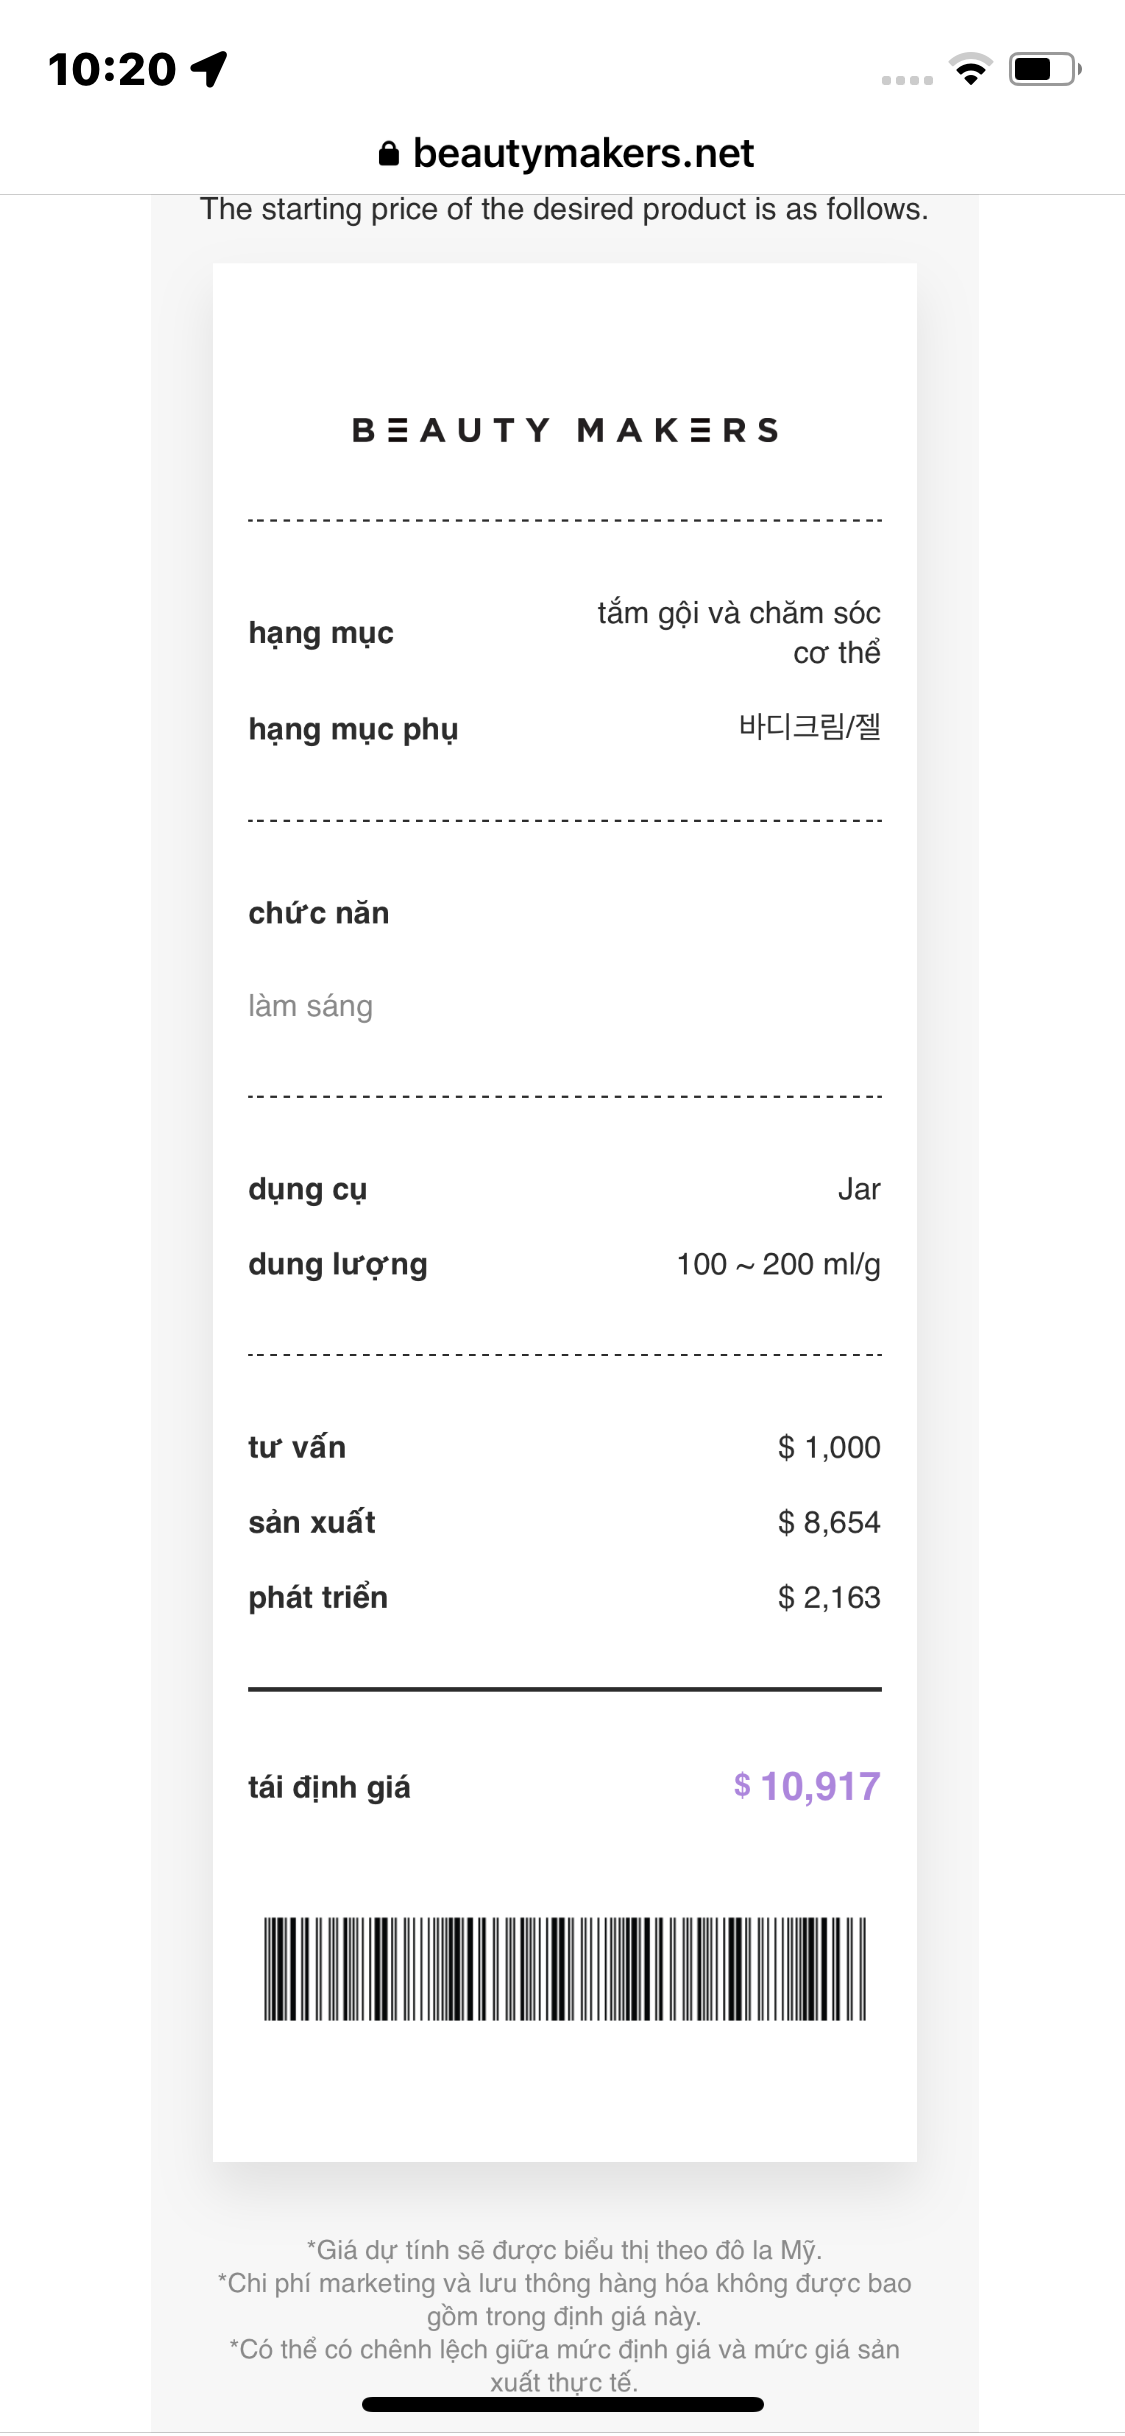 10:20
beautymakers.net
The starting price of the desired product is as follows.
BEAUTY MAKERS
hạng mục
tắm gội và chăm sóc
cơ thể
hạng mục phụ
바디크림/젤
chức năn
làm sáng
dụng cụ
Jar
dung lượng
100 ~ 200 ml/g
tư vấn
$ 1,000
sản xuất
$ 8,654
phát triển
$ 2,163
tái định giá
$ 10,917
*Giá dự tính sẽ được biểu thị theo đô la Mỹ.
*Chi phí marketing và lưu thông hàng hóa không được bao
gồm trong định giá này.
*Có thể có chênh lệch giữa mức định giá và mức giá sản
xuất thực tế.